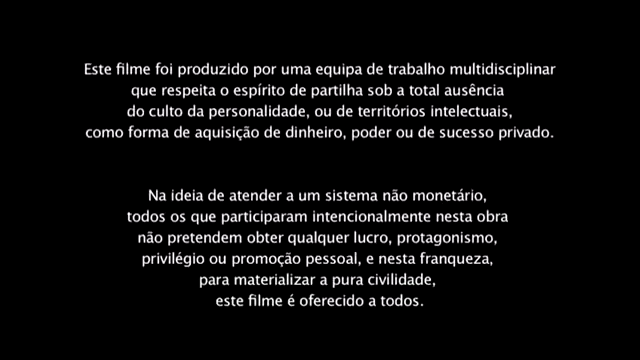 Este filme foi produzido por uma equipa de trabalho multidisciplinar
que respeita o espírito de partilha sob a total ausência
do culto da personalidade, ou de territórios intelectuais,
como forma de aquisição de dinheiro, poder ou de sucesso privado.
Na ideia de atender a um sistema não monetário,
todos os que participaram intencionalmente nesta obra
não pretendem obter qualquer lucro, protagonismo,
privilégio ou promoção pessoal, e nesta franqueza,
para materializar a pura civilidade,
este filme é oferecido a todos.